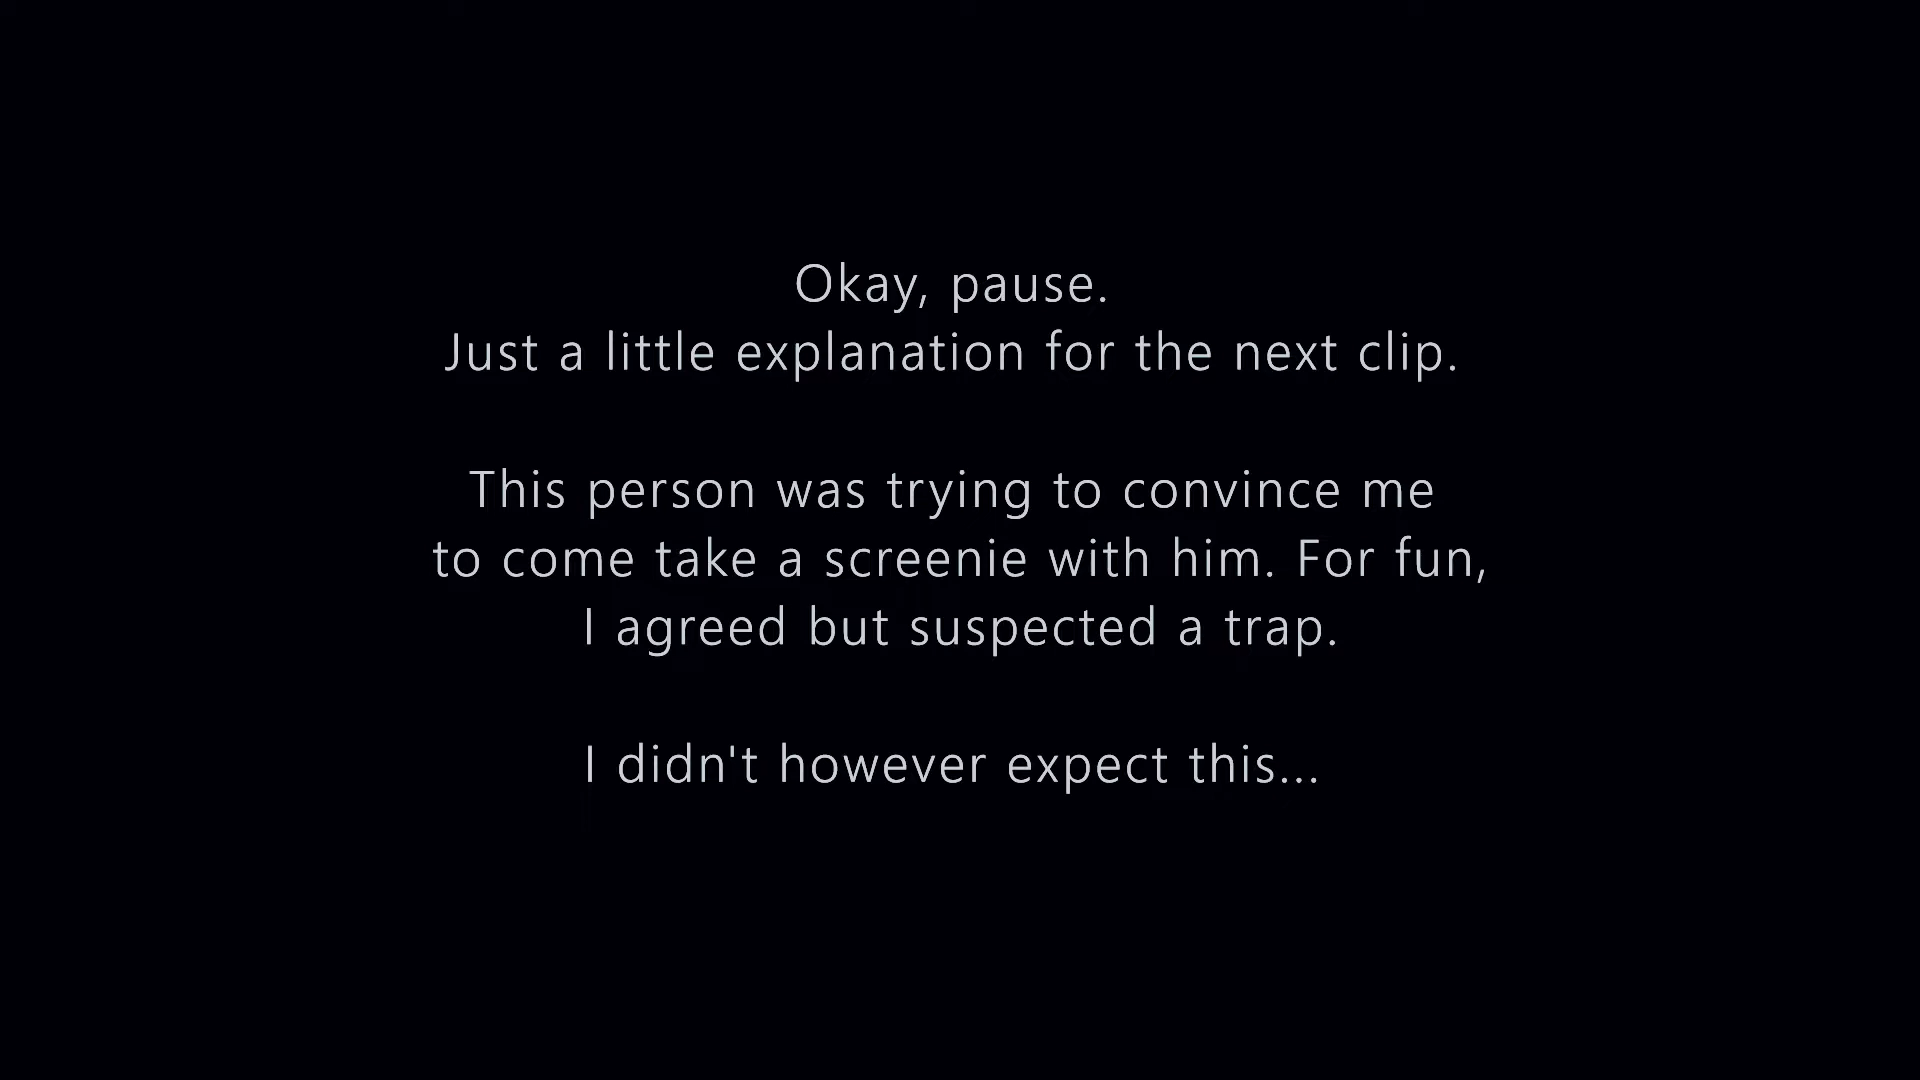 Okay, pause.
Just a little explanation for the next clip.
This person was trying to convince me
to come take a screenie with him. For fun,
I agreed but suspected a trap.
I didn't however expect this...